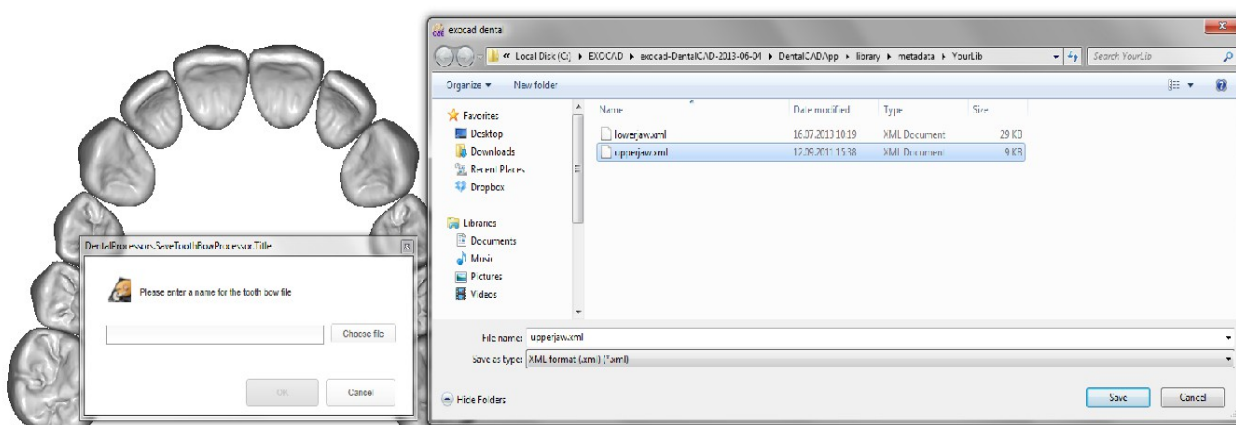 DentalProcessors.SaveToothBowProcessor.Title
Please enter a name for the tooth bow file
Choose file
OK
Cancel
exocad dental
« Local Disk (C:) ▸ EXOCAD ▸ exocad-DentalCAD-2013-06-04 ▸ DentalCADApp ▸ library ▸ metadata ▸ YourLib
Search YourLib
Organize
New folder
Favorites
Desktop
Downloads
Recent Places
Dropbox
Libraries
Documents
Music
Pictures
Videos
Name Date modified Type Size
lowerjaw.xml 16.07.2013 10:19 XML Document 29 KB
upperjaw.xml 12.09.2011 15:38 XML Document 9 KB
File name: upperjaw.xml
Save as type: XML format (.xml) (*.xml)
Hide Folders
Save
Cancel